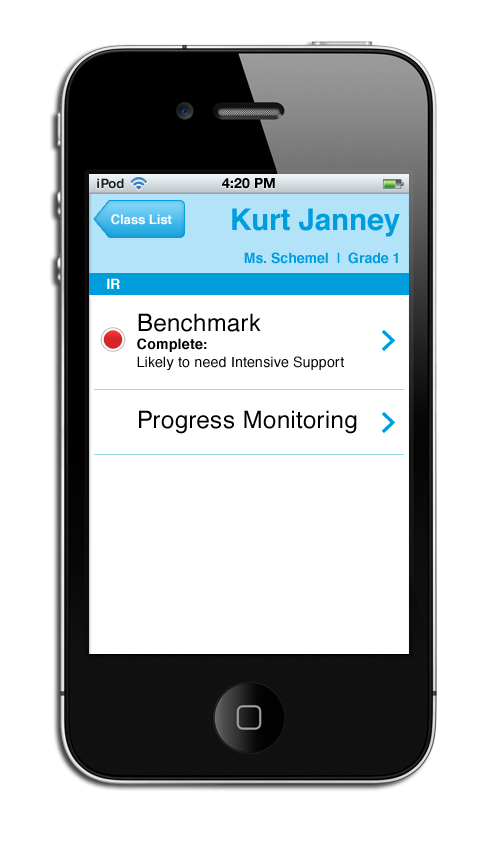 iPod 4:20 PM
Class List
Kurt Janney
Ms. Schemel | Grade 1
IR
Benchmark
Complete:
Likely to need Intensive Support
Progress Monitoring